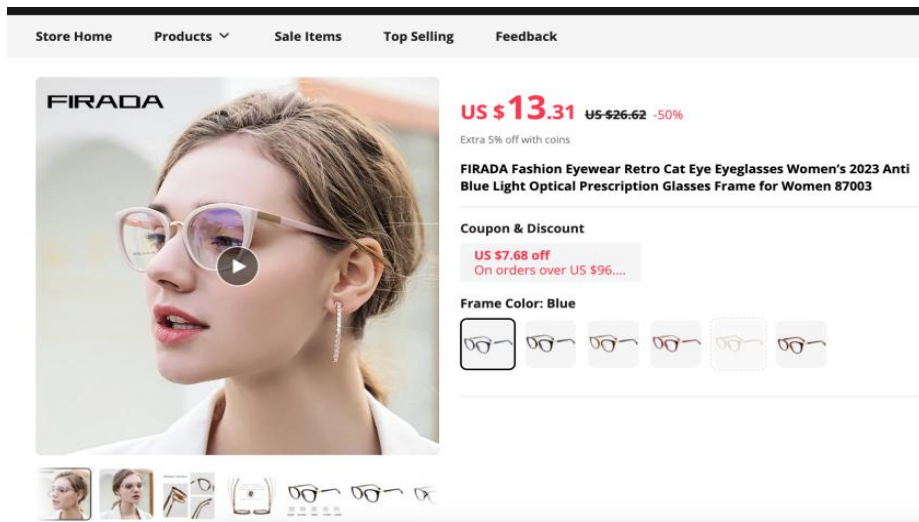 Store Home Products Sale Items Top Selling Feedback
FIRADA
US $13.31 US $26.62 -50%
Extra 5% off with coins
FIRADA Fashion Eyewear Retro Cat Eye Eyeglasses Women's 2023 Anti
Blue Light Optical Prescription Glasses Frame for Women 87003
Coupon & Discount
US $7.68 off
On orders over US $96....
Frame Color: Blue